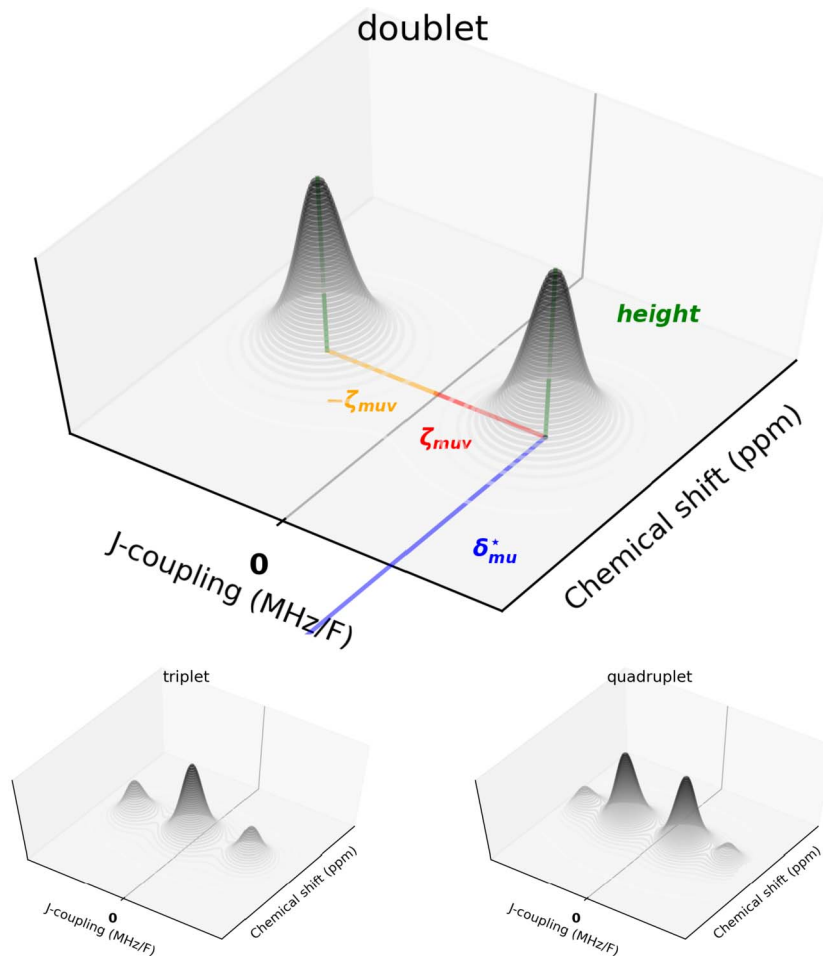 doublet
height
−ζmuv
ζmuv
δ⋆mu
0
J-coupling (MHz/F)
Chemical shift (ppm)
triplet
0
J-coupling (MHz/F)
Chemical shift (ppm)
quadruplet
0
J-coupling (MHz/F)
Chemical shift (ppm)